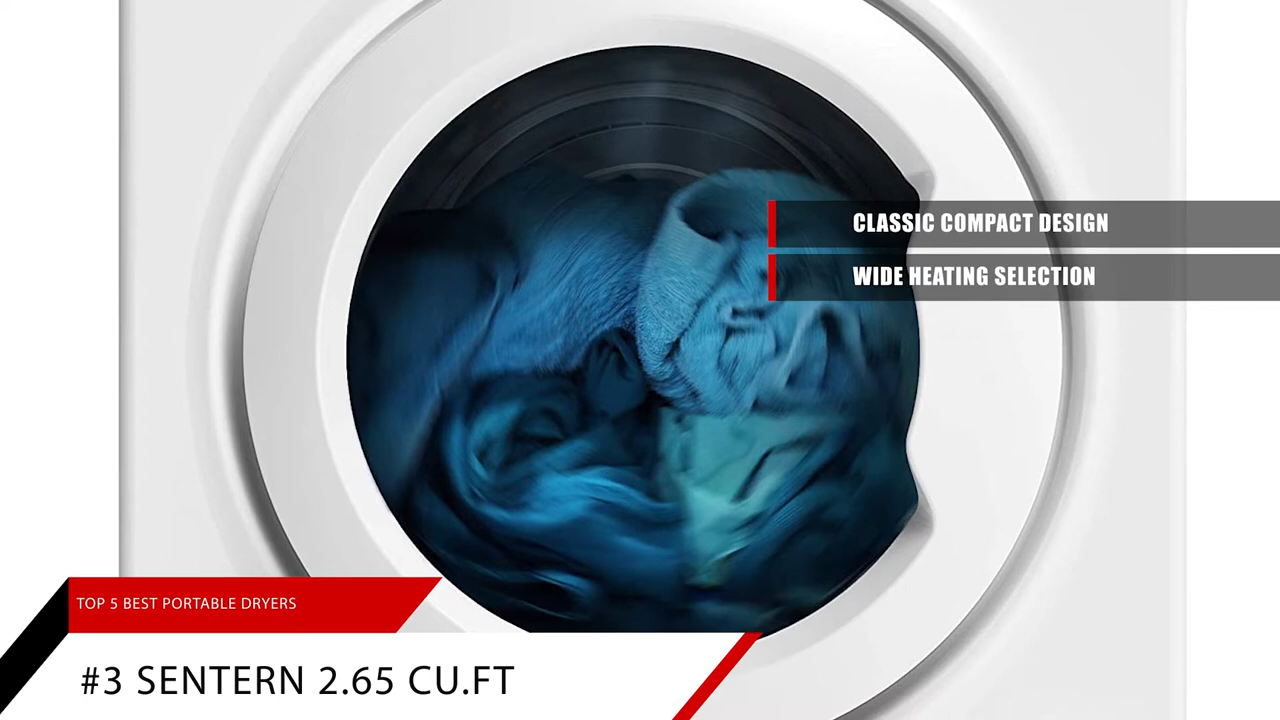 CLASSIC COMPACT DESIGN
WIDE HEATING SELECTION
TOP 5 BEST PORTABLE DRYERS
#3 SENTERN 2.65 CU.FT